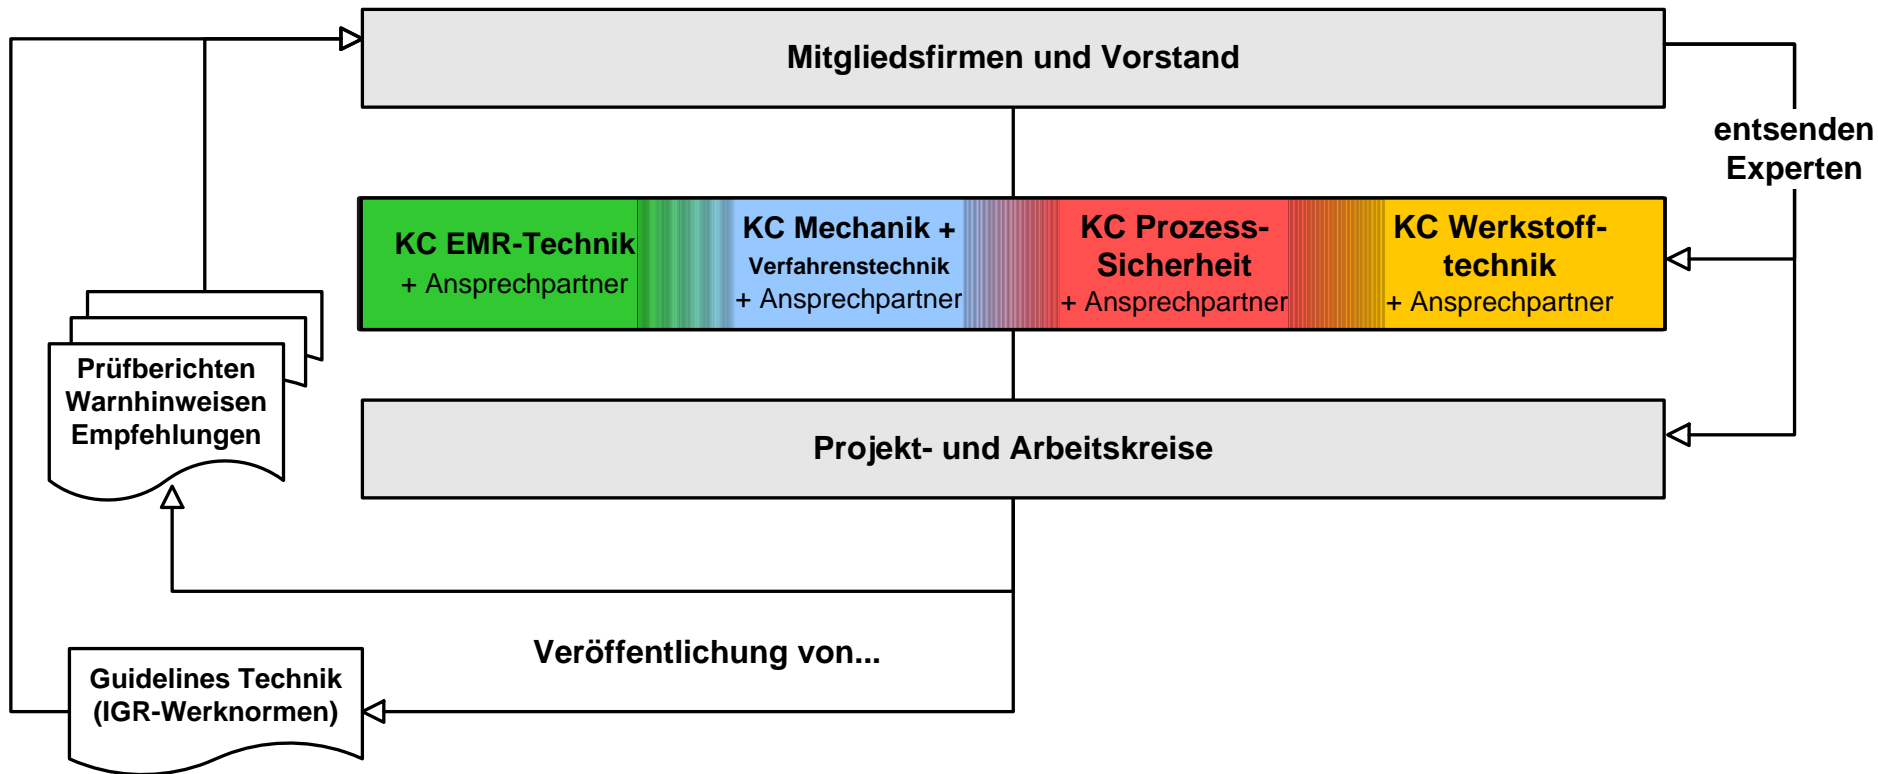 Mitgliedsfirmen und Vorstand
entsenden
Experten
KC EMR-Technik
+ Ansprechpartner
KC Mechanik +
Verfahrenstechnik
+ Ansprechpartner
KC Prozess-
Sicherheit
+ Ansprechpartner
KC Werkstoff-
technik
+ Ansprechpartner
Prüfberichten
Warnhinweisen
Empfehlungen
Projekt- und Arbeitskreise
Veröffentlichung von...
Guidelines Technik
(IGR-Werknormen)